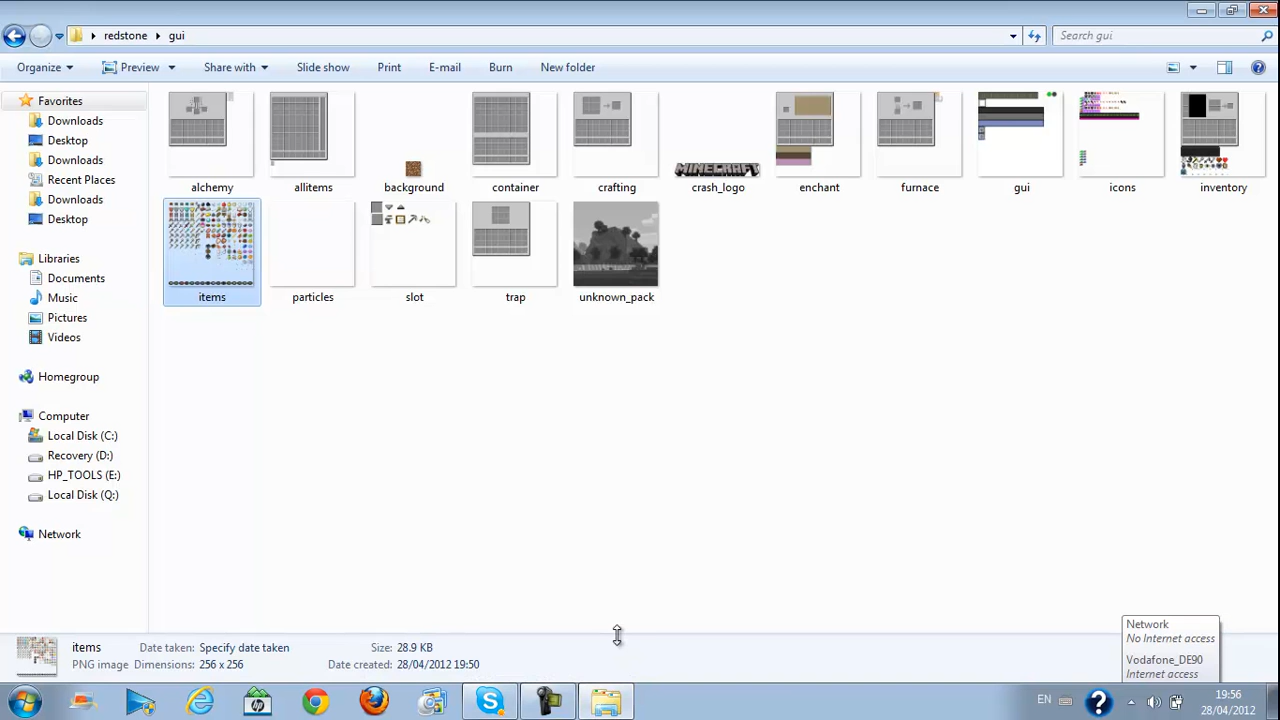 redstone gui
Search gui
Organize Preview Share with Slide show Print E-mail Burn New folder
Favorites
Downloads
Desktop
Downloads
Recent Places
Downloads
Desktop
Libraries
Documents
Music
Pictures
Videos
Homegroup
Computer
Local Disk (C:)
Recovery (D:)
HP_TOOLS (E:)
Local Disk (Q:)
Network
MINECRAFT
alchemy allitems background container crafting crash_logo enchant furnace gui icons inventory
items particles slot trap unknown_pack
items Date taken: Specify date taken Size: 28.9 KB
PNG image Dimensions: 256 x 256 Date created: 28/04/2012 19:50
Network
No Internet access
Vodafone_DE90
Internet access
EN
19:56
28/04/2012